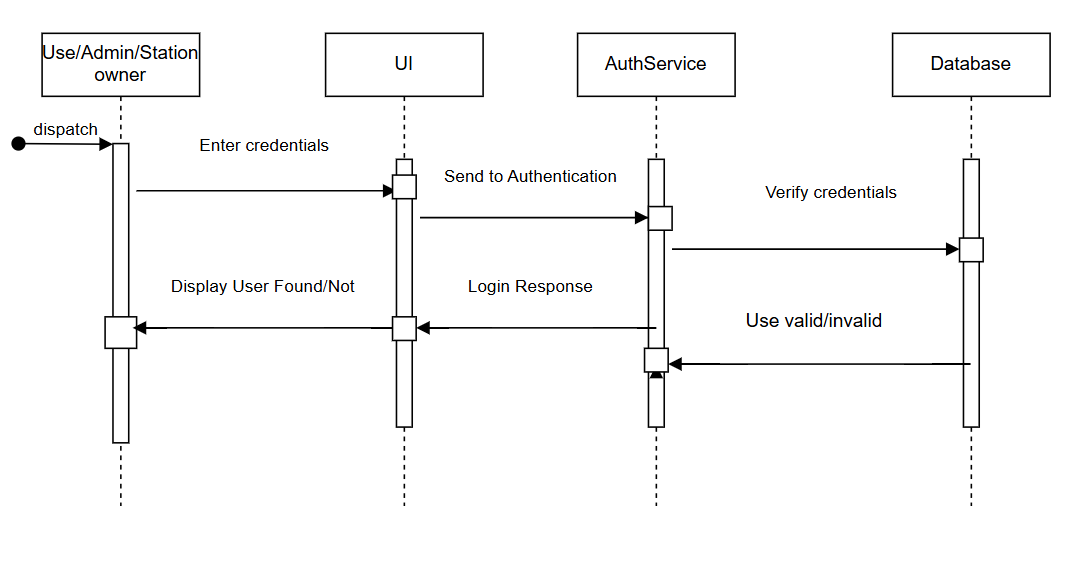 Use/Admin/Station
owner
UI
AuthService
Database
dispatch
Enter credentials
Send to Authentication
Verify credentials
Display User Found/Not
Login Response
Use valid/invalid